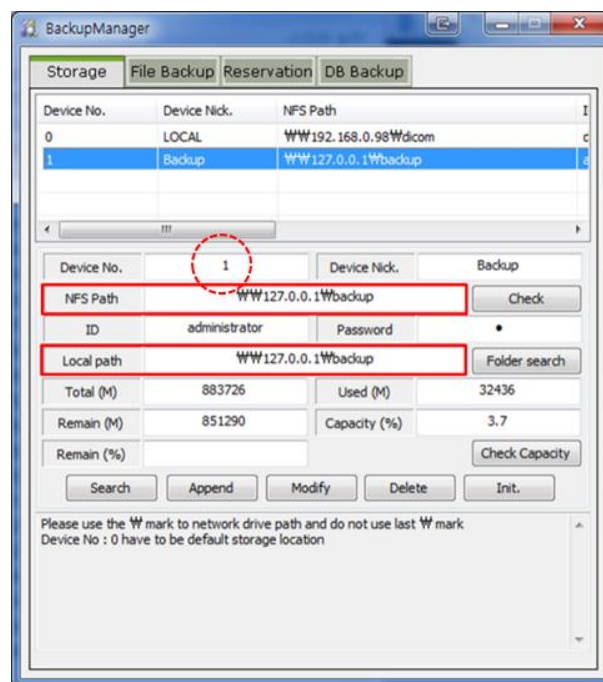 BackupManager
Storage File Backup Reservation DB Backup
Device No. Device Nick. NFS Path
0 LOCAL ₩₩192.168.0.98₩dicom
1 Backup ₩₩127.0.0.1₩backup
Device No. 1 Device Nick. Backup
NFS Path ₩₩127.0.0.1₩backup Check
ID administrator Password
Local path ₩₩127.0.0.1₩backup Folder search
Total (M) 883726 Used (M) 32436
Remain (M) 851290 Capacity (%) 3.7
Remain (%) Check Capacity
Search Append Modify Delete Init.
Please use the ₩ mark to network drive path and do not use last ₩ mark
Device No : 0 have to be default storage location